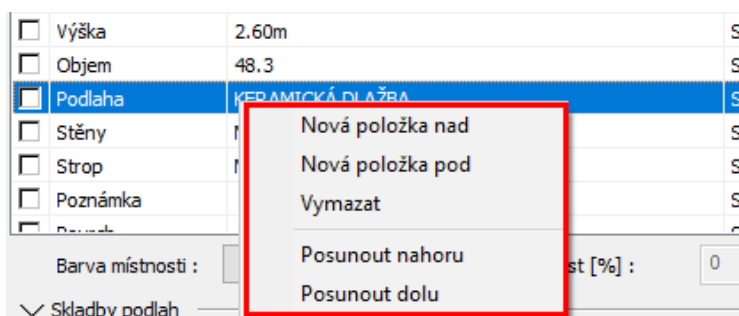 Výška 2.60m S
Objem 48.3 S
Podlaha KERAMICKÁ DLAŽBA S
Stěny S
Strop S
Poznámka S
Nová položka nad
Nová položka pod
Vymazat
Posunout nahoru
Posunout dolu
Barva místnosti : st [%] : 0
Skladby podlah